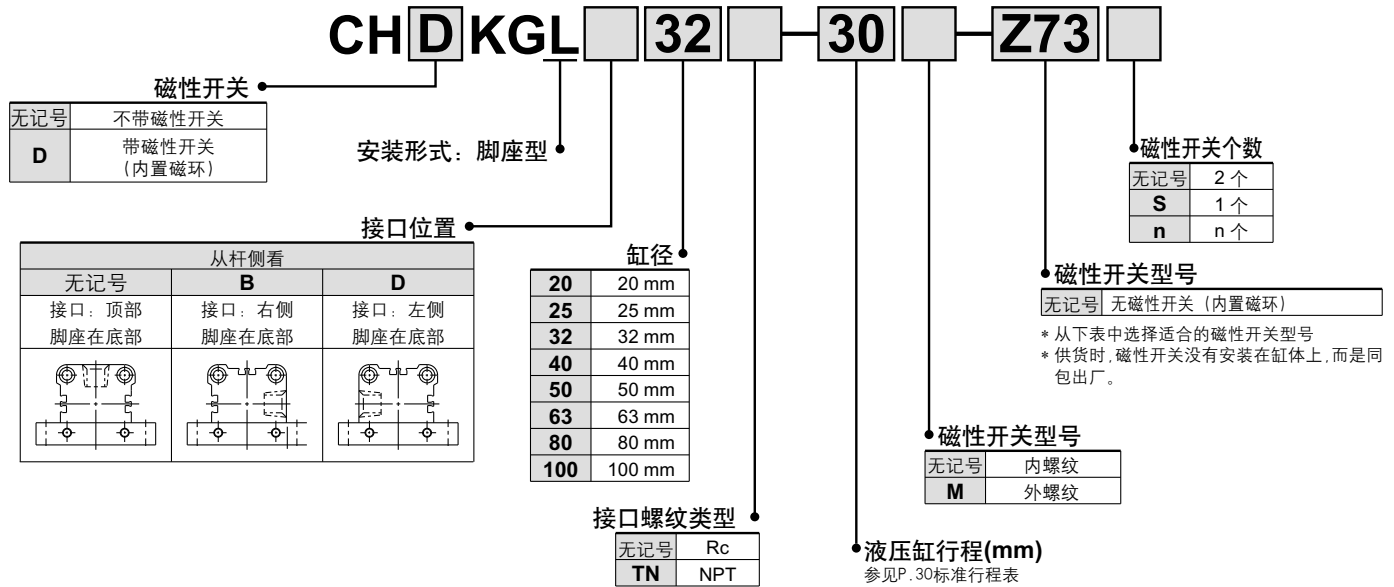 CHDKGL 32 - 30 - Z73
磁性开关
无记号 不带磁性开关
D 带磁性开关
(内置磁环)
安装形式：脚座型
接口位置
从杆侧看
无记号 B D
接口：顶部 接口：右侧 接口：左侧
脚座在底部 脚座在底部 脚座在底部
缸径
20 20 mm
25 25 mm
32 32 mm
40 40 mm
50 50 mm
63 63 mm
80 80 mm
100 100 mm
接口螺纹类型
无记号 Rc
TN NPT
液压缸行程(mm)
参见P.30标准行程表
磁性开关型号
无记号 内螺纹
M 外螺纹
磁性开关型号
无记号 无磁性开关 (内置磁环)
* 从下表中选择适合的磁性开关型号
* 供货时,磁性开关没有安装在缸体上,而是同
包出厂。
磁性开关个数
无记号 2 个
S 1 个
n n 个